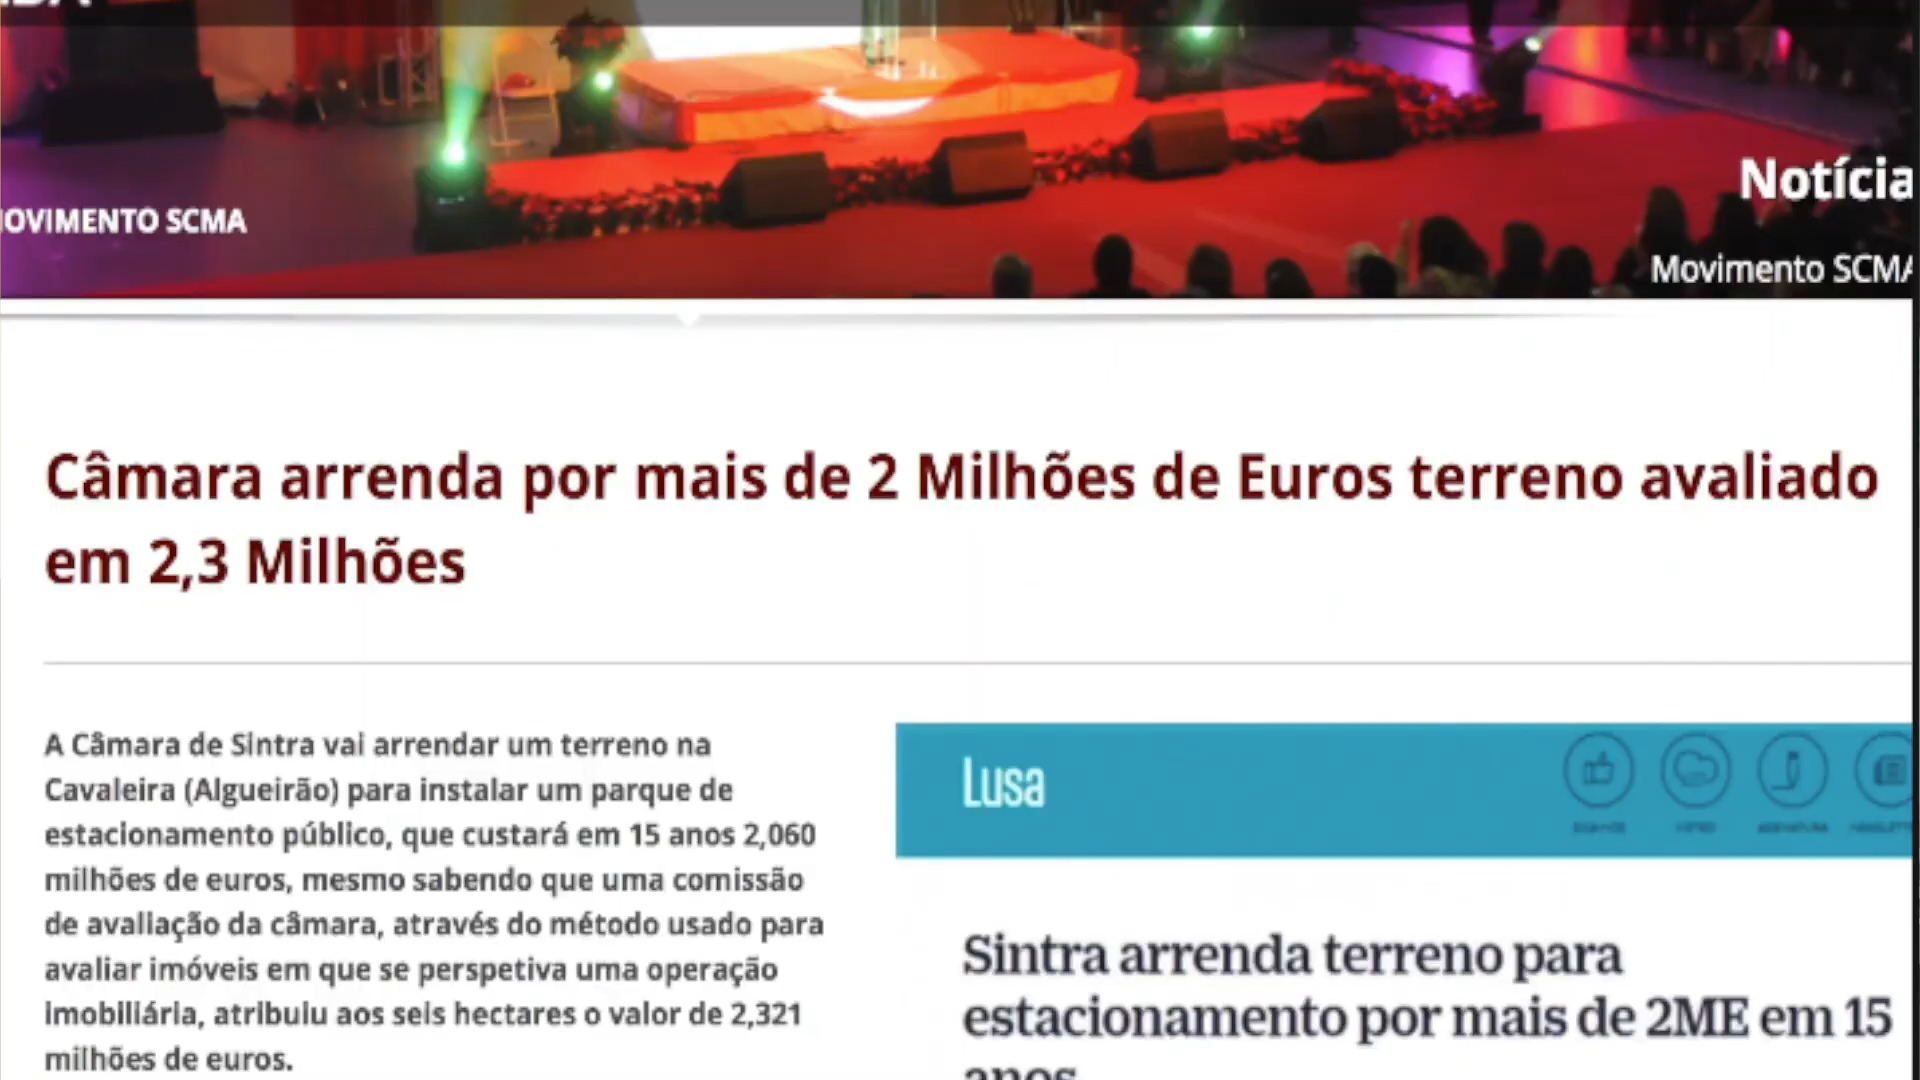 MOVIMENTO SCMA
Notícia
Movimento SCMA
Câmara arrenda por mais de 2 Milhões de Euros terreno avaliado
em 2,3 Milhões
A Câmara de Sintra vai arrendar um terreno na
Cavaleira (Algueirão) para instalar um parque de
estacionamento público, que custará em 15 anos 2,060
milhões de euros, mesmo sabendo que uma comissão
de avaliação da câmara, através do método usado para
avaliar imóveis em que se perspetiva uma operação
imobiliária, atribuiu aos seis hectares o valor de 2,321
milhões de euros.
Lusa
Sintra arrenda terreno para
estacionamento por mais de 2ME em 15
anos